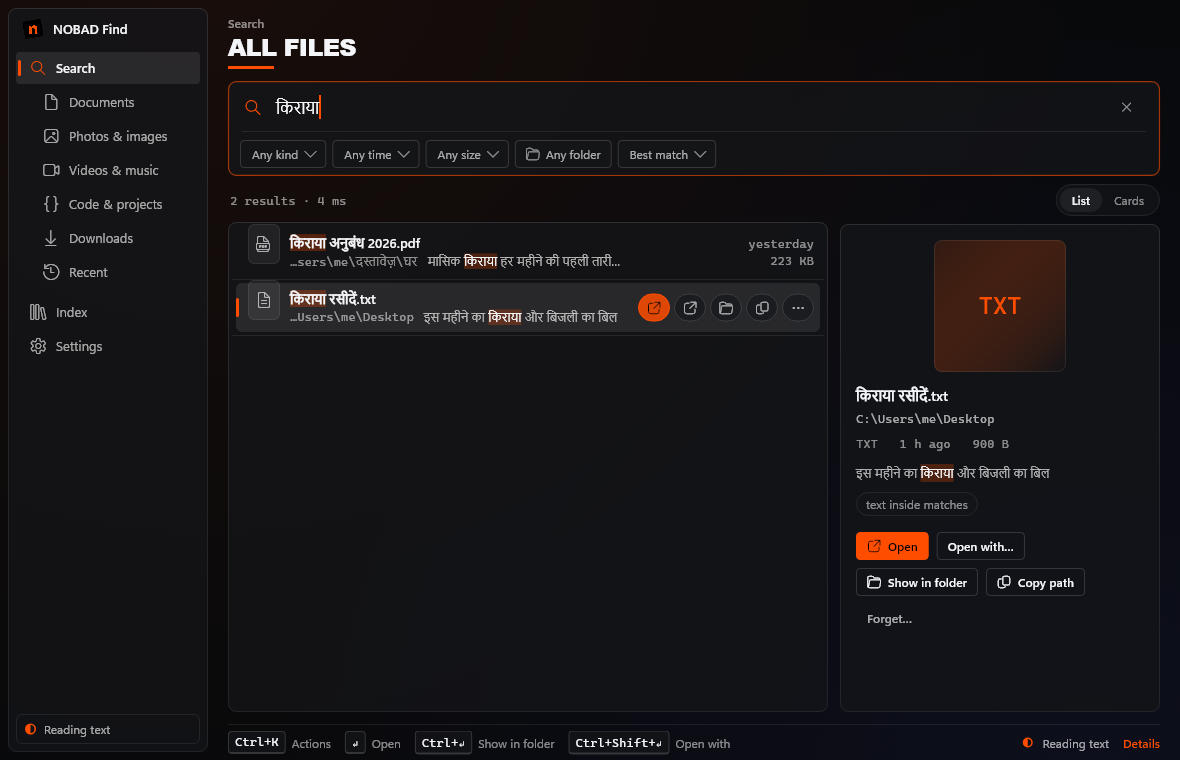 NOBAD Find
Search
Documents
Photos & images
Videos & music
Code & projects
Downloads
Recent
Index
Settings
Reading text
Search
ALL FILES
किराया
Any kind
Any time
Any size
Any folder
Best match
2 results · 4 ms
List
Cards
किराया अनुबंध 2026.pdf
yesterday
…sers\me\दस्तावेज़\घर मासिक किराया हर महीने की पहली तारी…
223 KB
किराया रसीदें.txt
…Users\me\Desktop इस महीने का किराया और बिजली का बिल
TXT
किराया रसीदें.txt
C:\Users\me\Desktop
TXT 1 h ago 900 B
इस महीने का किराया और बिजली का बिल
text inside matches
Open
Open with...
Show in folder
Copy path
Forget...
Ctrl+K Actions
↲ Open
Ctrl+↲ Show in folder
Ctrl+Shift+↲ Open with
Reading text
Details